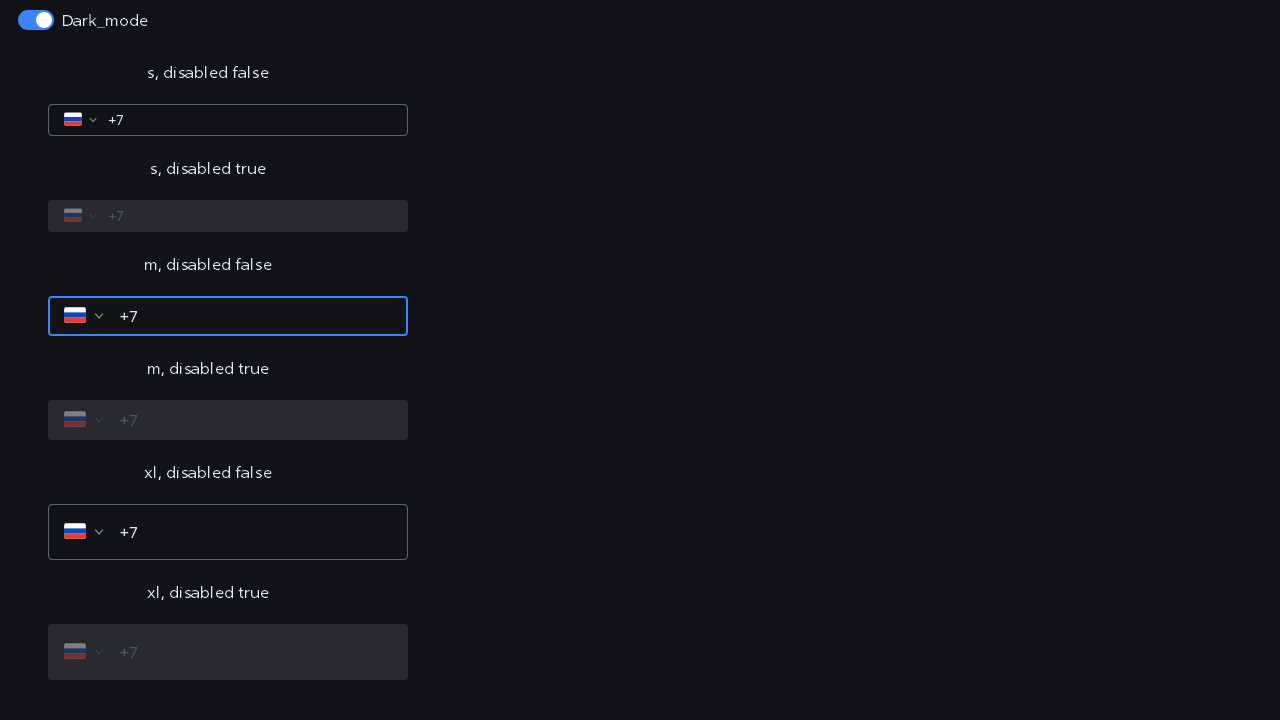 Dark_mode
s, disabled false
+7
s, disabled true
+7
m, disabled false
+7
m, disabled true
+7
xl, disabled false
+7
xl, disabled true
+7